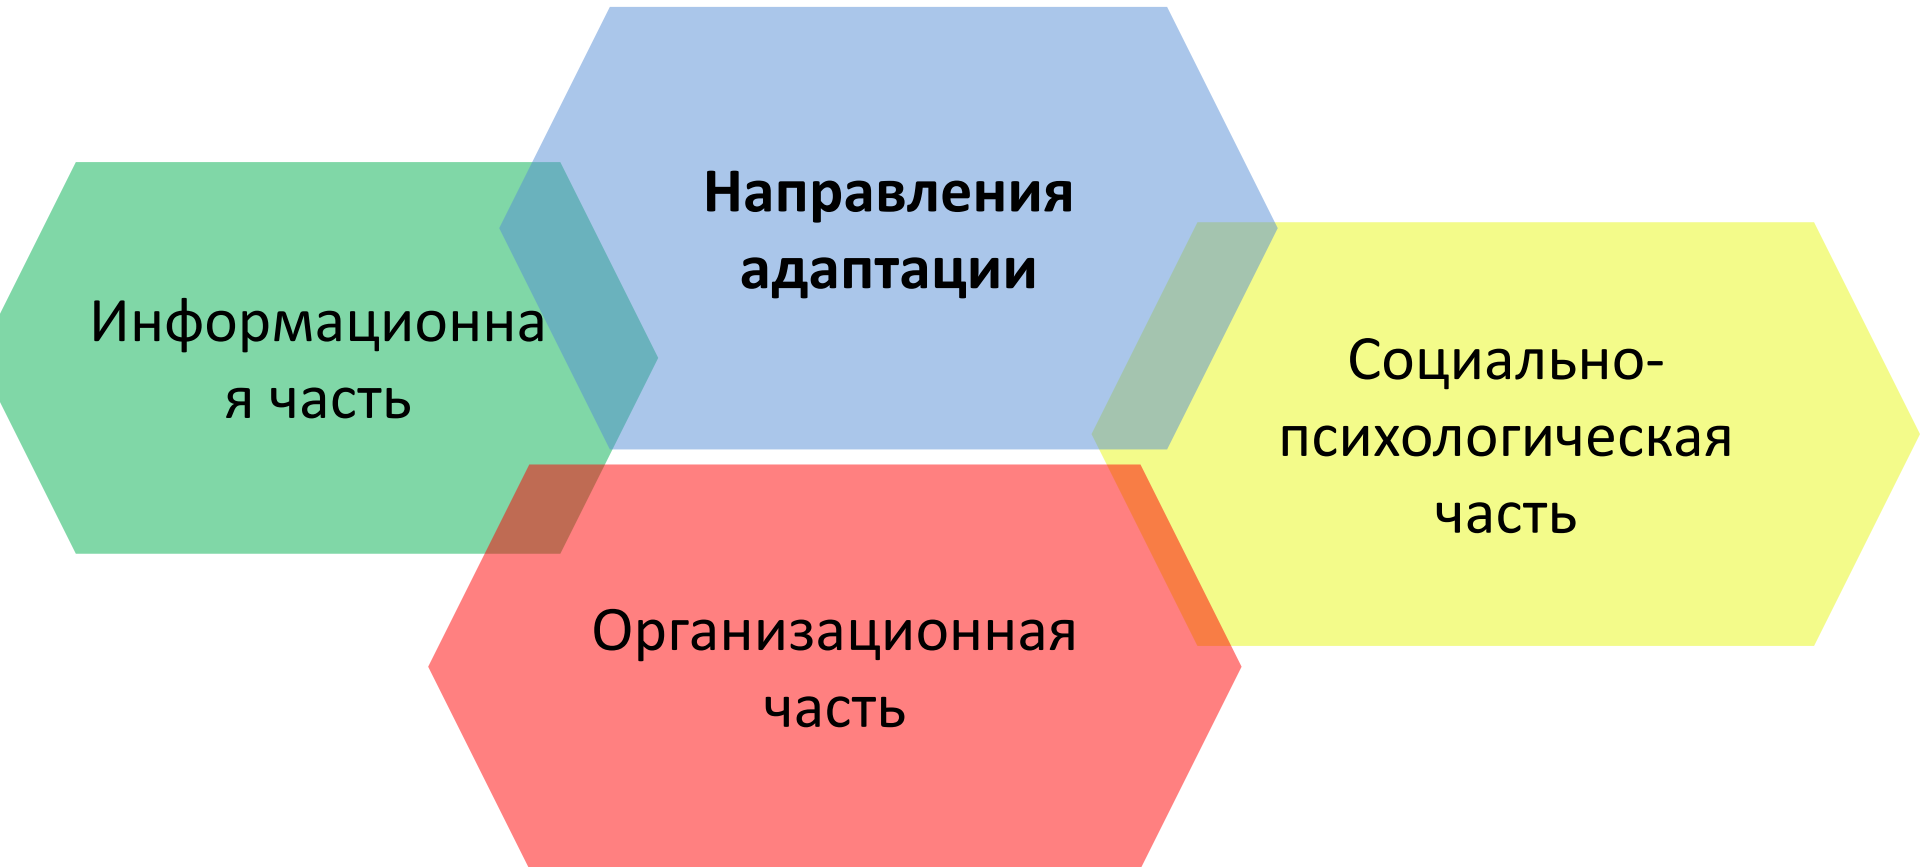 Направления
адаптации
Информационна
я часть
Социально-
психологическая
часть
Организационная
часть